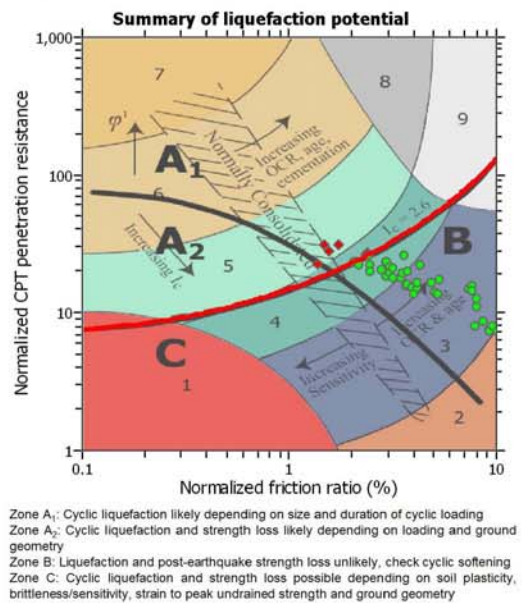 Summary of liquefaction potential
Normalized CPT penetration resistance
1,000
100
10
1
7
8
9
φ'
A1
6
Normally Consolidated
Increasing
OCR, age,
cementation
A2
Increasing Ic
5
Ic = 2.6
B
C
4
1
Increasing
OCR & age
Increasing
Sensitivity
3
2
0.1
1
10
Normalized friction ratio (%)
Zone A1: Cyclic liquefaction likely depending on size and duration of cyclic loading
Zone A2: Cyclic liquefaction and strength loss likely depending on loading and ground
geometry
Zone B: Liquefaction and post-earthquake strength loss unlikely, check cyclic softening
Zone C: Cyclic liquefaction and strength loss possible depending on soil plasticity,
brittleness/sensitivity, strain to peak undrained strength and ground geometry